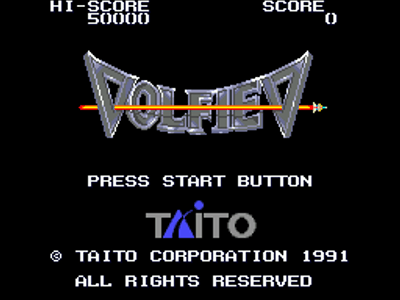 HI-SCORE SCORE
50000 0
VOLFIED
PRESS START BUTTON
TAITO
© TAITO CORPORATION 1991
ALL RIGHTS RESERVED